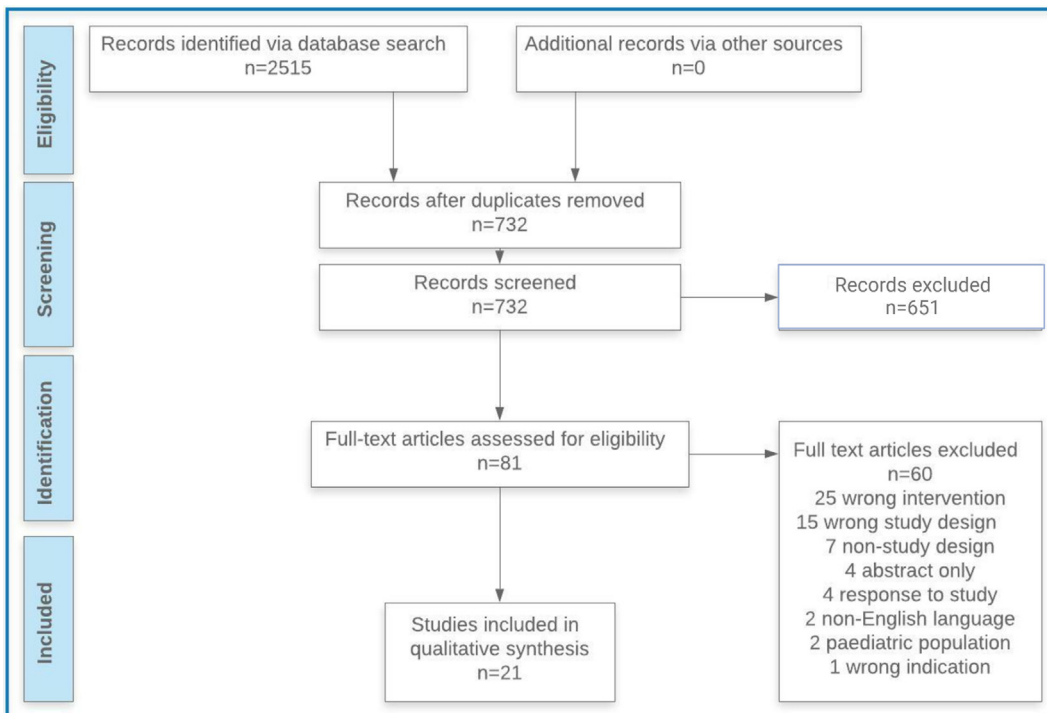 Eligibility
Records identified via database search
n=2515
Additional records via other sources
n=0
Screening
Records after duplicates removed
n=732
Records screened
n=732
Records excluded
n=651
Identification
Full-text articles assessed for eligibility
n=81
Full text articles excluded
n=60
25 wrong intervention
15 wrong study design
7 non-study design
4 abstract only
4 response to study
2 non-English language
2 paediatric population
1 wrong indication
Included
Studies included in
qualitative synthesis
n=21